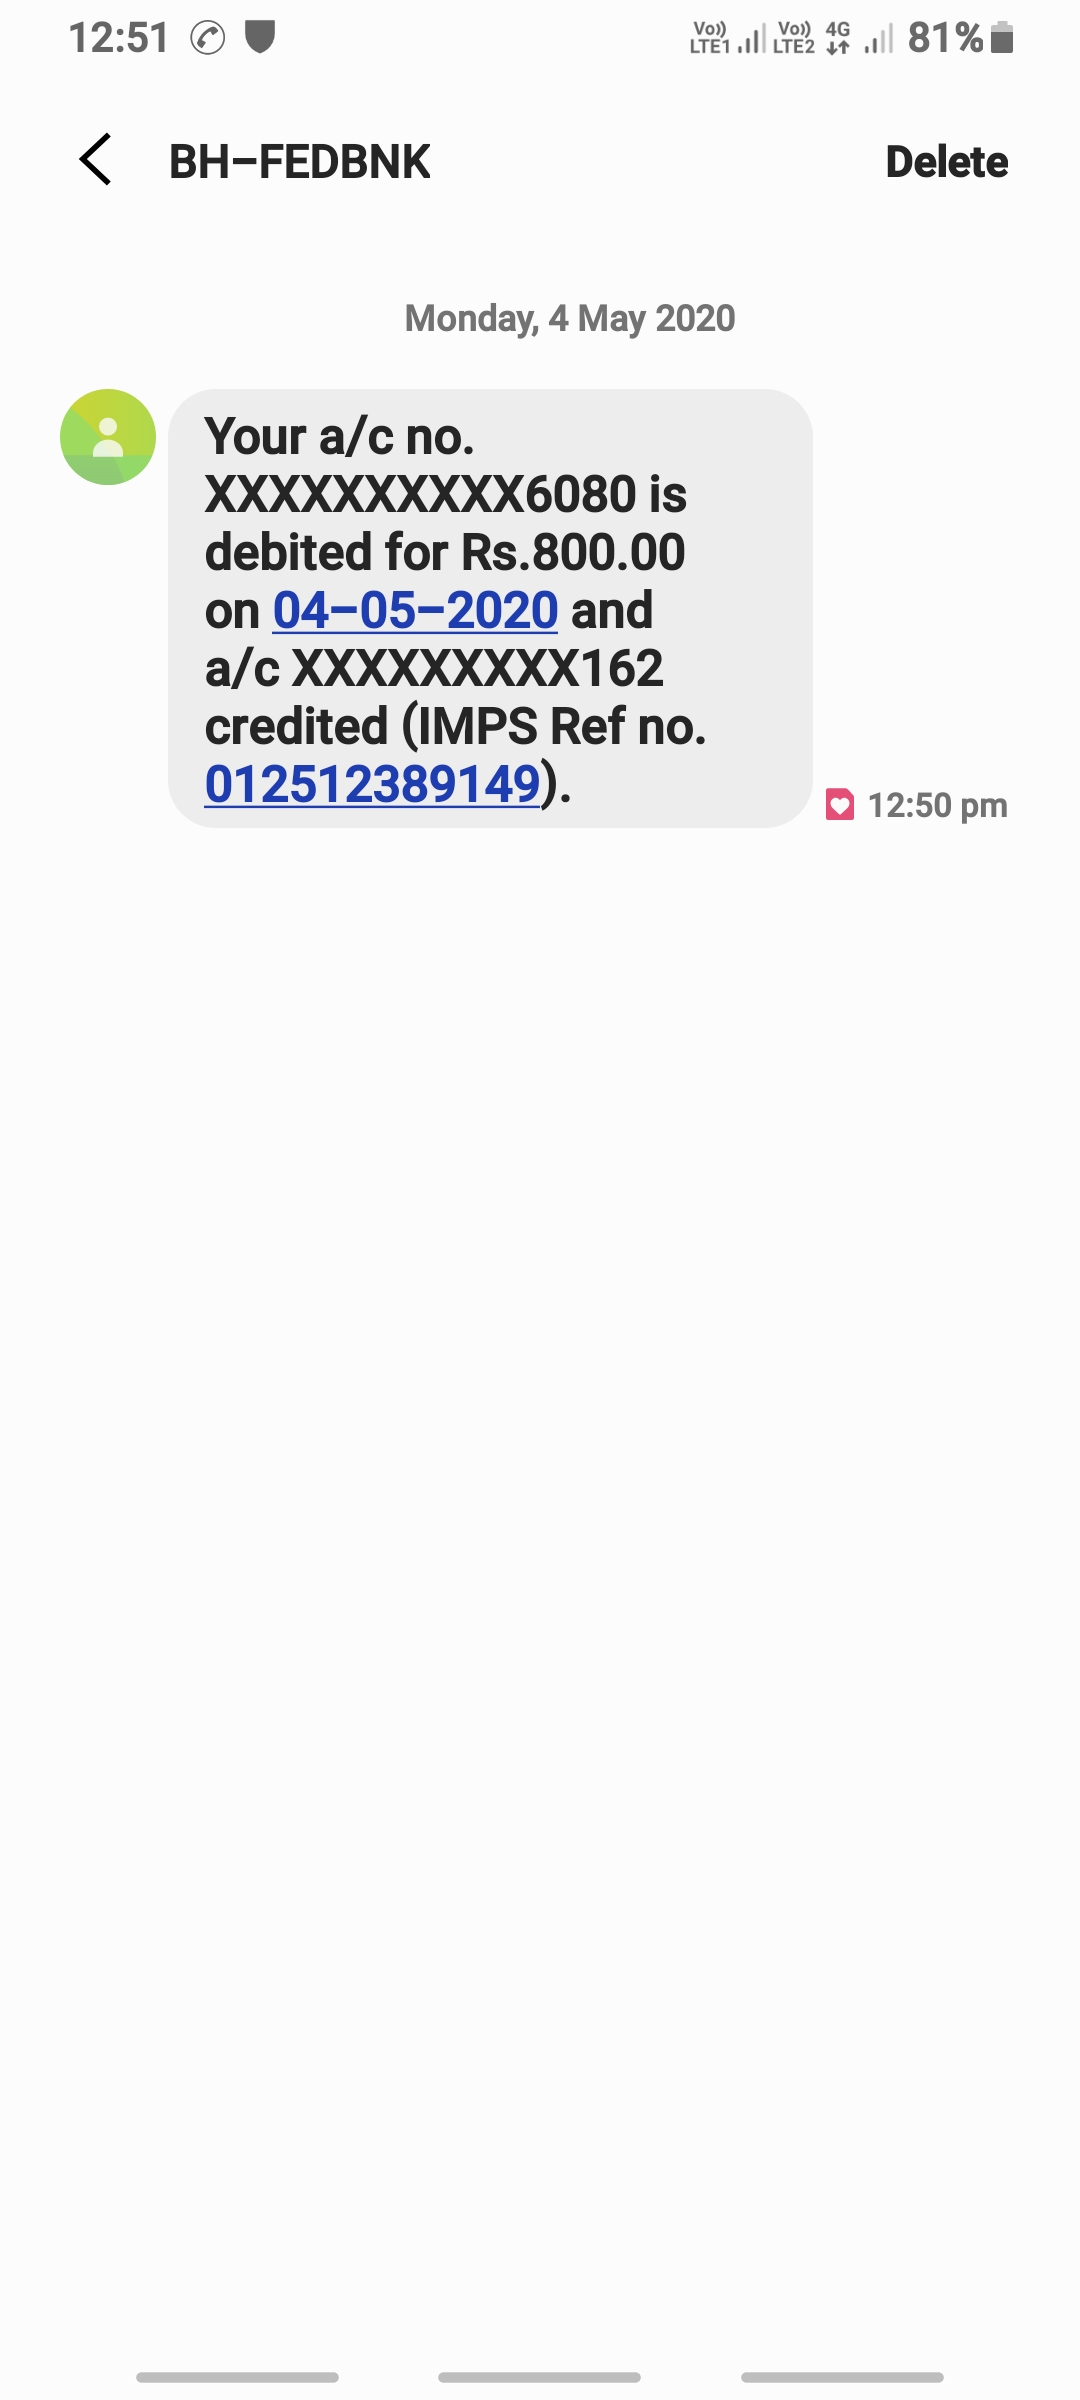 12:51 Vo)) LTE1 Vo)) LTE2 4G 81%
BH-FEDBNK Delete
Monday, 4 May 2020
Your a/c no.
XXXXXXXXXX6080 is
debited for Rs.800.00
on 04-05-2020 and
a/c XXXXXXXXX162
credited (IMPS Ref no.
012512389149).
12:50 pm